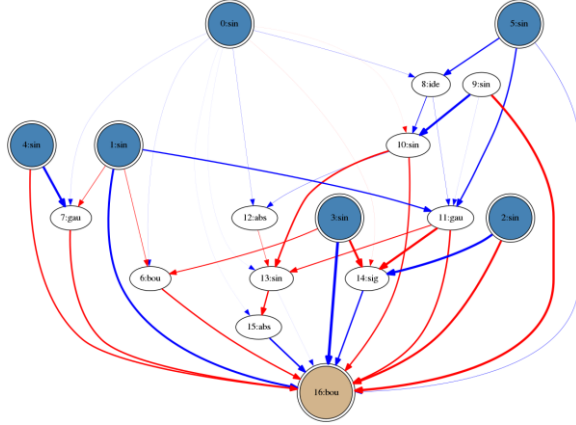 0:sin
5:sin
8:ide
9:sin
4:sin
1:sin
10:sin
7:gau
12:abs
3:sin
11:gau
2:sin
6:bou
13:sin
14:sig
15:abs
16:bou